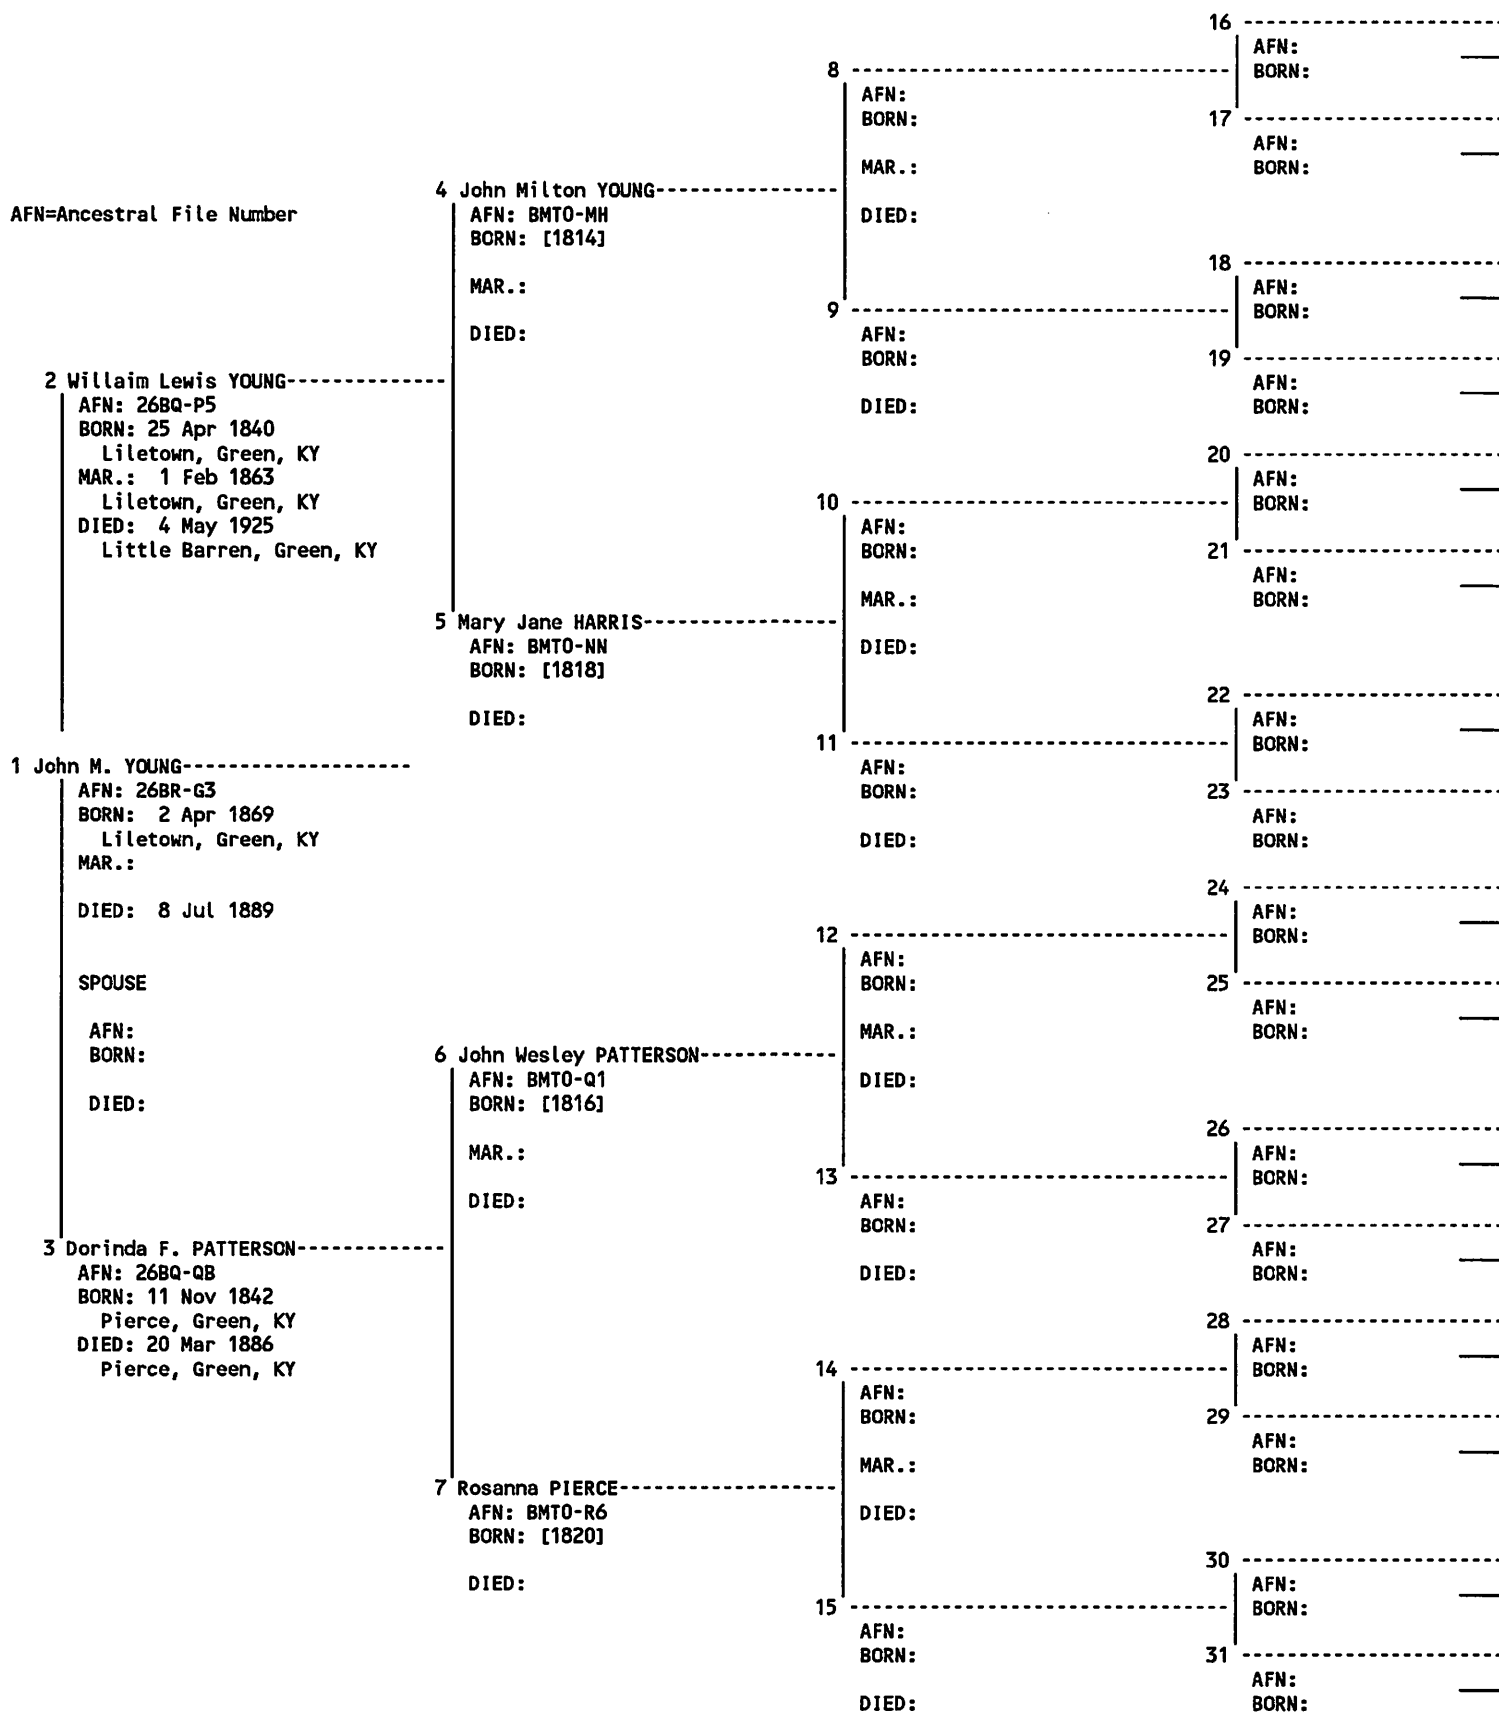 AFN=Ancestral File Number
1 John M. YOUNG
AFN: 26BR-G3
BORN: 2 Apr 1869
Liletown, Green, KY
MAR.:
DIED: 8 Jul 1889
SPOUSE
AFN:
BORN:
DIED:
2 Willaim Lewis YOUNG
AFN: 26BQ-P5
BORN: 25 Apr 1840
Liletown, Green, KY
MAR.: 1 Feb 1863
Liletown, Green, KY
DIED: 4 May 1925
Little Barren, Green, KY
3 Dorinda F. PATTERSON
AFN: 26BQ-QB
BORN: 11 Nov 1842
Pierce, Green, KY
DIED: 20 Mar 1886
Pierce, Green, KY
4 John Milton YOUNG
AFN: BMT0-MH
BORN: [1814]
MAR.:
DIED:
5 Mary Jane HARRIS
AFN: BMT0-NN
BORN: [1818]
DIED:
6 John Wesley PATTERSON
AFN: BMT0-Q1
BORN: [1816]
MAR.:
DIED:
7 Rosanna PIERCE
AFN: BMT0-R6
BORN: [1820]
DIED:
8
AFN:
BORN:
MAR.:
DIED:
9
AFN:
BORN:
DIED:
10
AFN:
BORN:
MAR.:
DIED:
11
AFN:
BORN:
DIED:
12
AFN:
BORN:
MAR.:
DIED:
13
AFN:
BORN:
DIED:
14
AFN:
BORN:
MAR.:
DIED:
15
AFN:
BORN:
DIED:
16
AFN:
BORN:
17
AFN:
BORN:
18
AFN:
BORN:
19
AFN:
BORN:
20
AFN:
BORN:
21
AFN:
BORN:
22
AFN:
BORN:
23
AFN:
BORN:
24
AFN:
BORN:
25
AFN:
BORN:
26
AFN:
BORN:
27
AFN:
BORN:
28
AFN:
BORN:
29
AFN:
BORN:
30
AFN:
BORN:
31
AFN:
BORN: